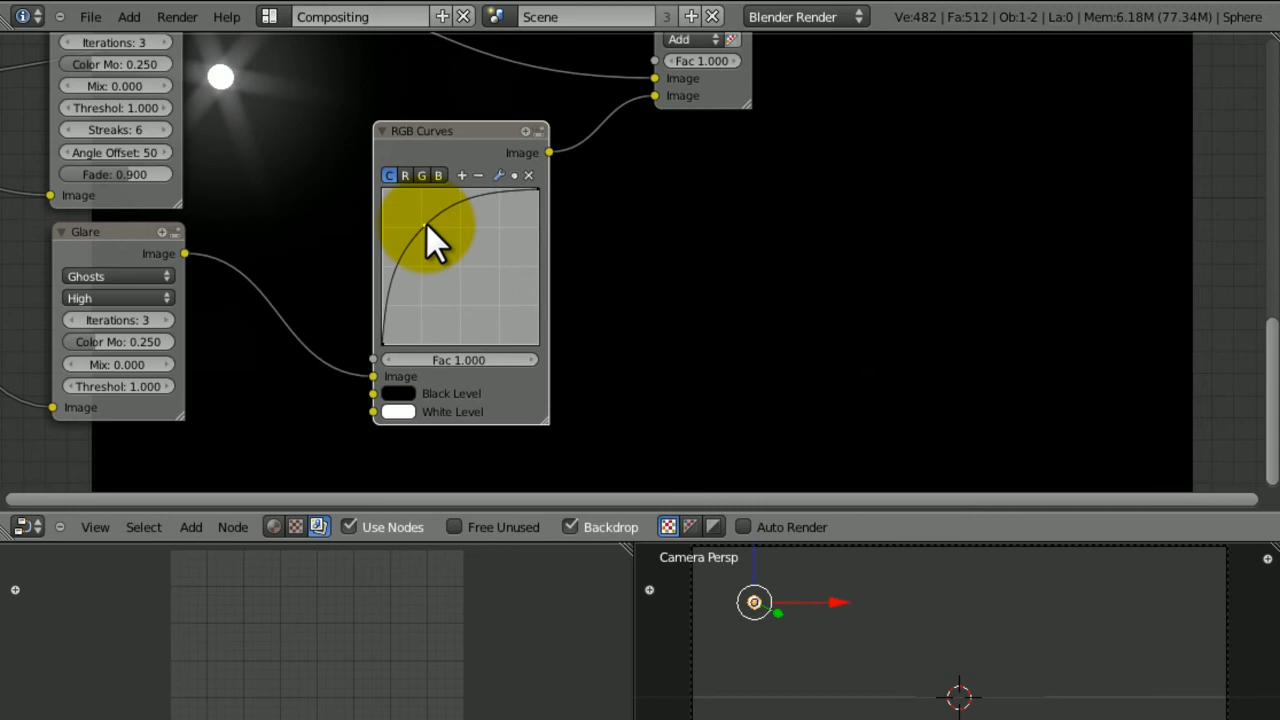 File Add Render Help Compositing Scene 3 Blender Render Ve:482 | Fa:512 | Ob:1-2 | La:0 | Mem:6.18M (77.34M) | Sphere
Iterations: 3
Color Mo: 0.250
Mix: 0.000
Threshol: 1.000
Streaks: 6
Angle Offset: 50
Fade: 0.900
Image
Add
Fac 1.000
Image
Image
RGB Curves
Image
C R G B
Fac 1.000
Image
Black Level
White Level
Glare
Image
Ghosts
High
Iterations: 3
Color Mo: 0.250
Mix: 0.000
Threshol: 1.000
Image
View Select Add Node Use Nodes Free Unused Backdrop Auto Render
Camera Persp